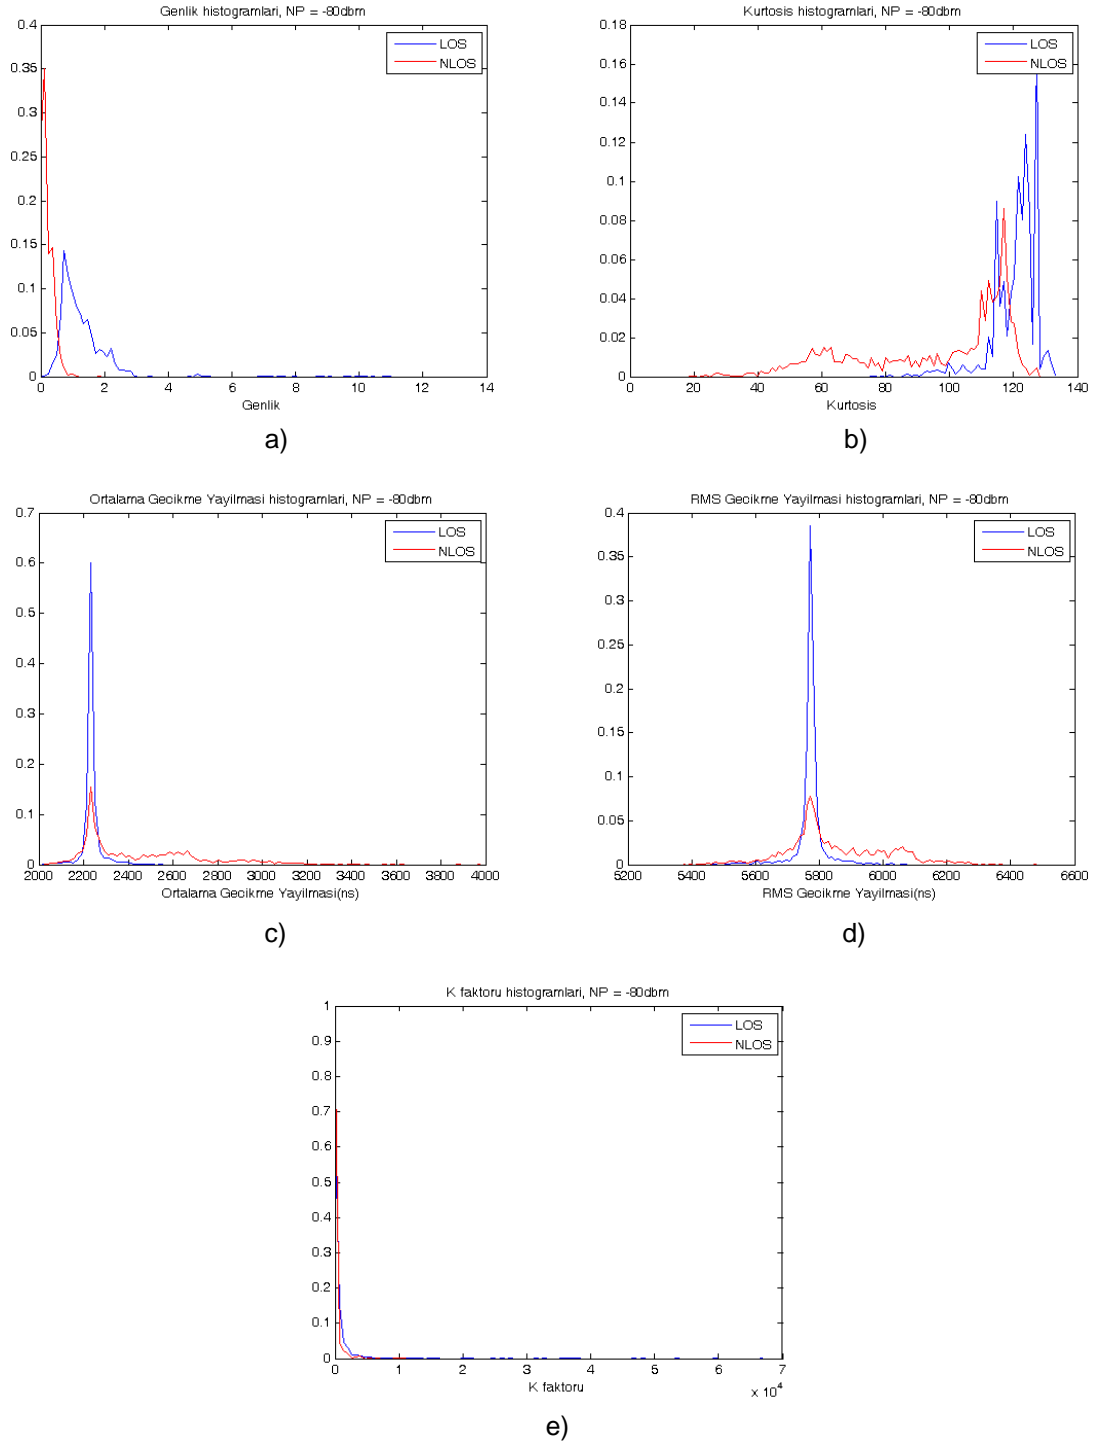 Genlik histogramlari, NP = -80dbm
0.4
0.35
0.3
0.25
0.2
0.15
0.1
0.05
0
0 2 4 6 8 10 12 14
LOS
NLOS
Genlik
a)
Kurtosis histogramlari, NP = -80dbm
0.18
0.16
0.14
0.12
0.1
0.08
0.06
0.04
0.02
0
0 20 40 60 80 100 120 140
LOS
NLOS
Kurtosis
b)
Ortalama Gecikme Yayilmasi histogramlari, NP = -80dbm
0.7
0.6
0.5
0.4
0.3
0.2
0.1
0
2000 2200 2400 2600 2800 3000 3200 3400 3600 3800 4000
LOS
NLOS
Ortalama Gecikme Yayilmasi(ns)
c)
RMS Gecikme Yayilmasi histogramlari, NP = -80dbm
0.4
0.35
0.3
0.25
0.2
0.15
0.1
0.05
0
5200 5400 5600 5800 6000 6200 6400 6600
LOS
NLOS
RMS Gecikme Yayilmasi(ns)
d)
K faktoru histogramlari, NP = -80dbm
1
0.9
0.8
0.7
0.6
0.5
0.4
0.3
0.2
0.1
0
0 1 2 3 4 5 6 7
LOS
NLOS
K faktoru
x 10^4
e)